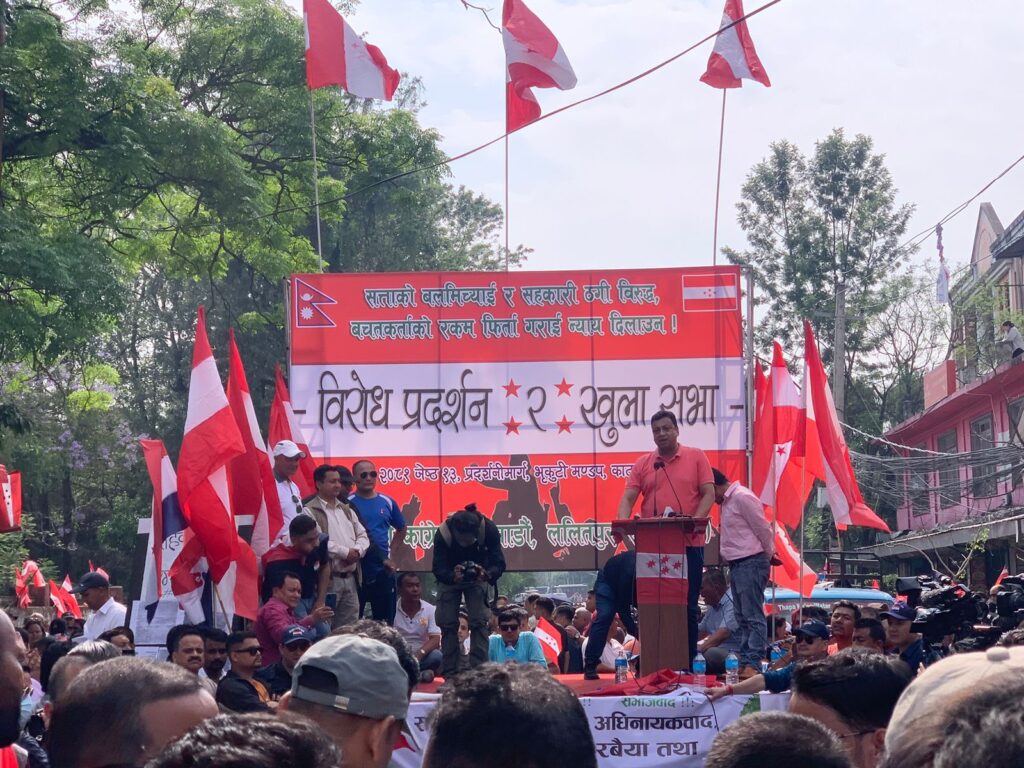 सत्ताको बलमिच्याई र सहकारी ठगी विरुद्ध,
बचतकर्ताको रकम फिर्ता गराई न्याय दिलाउन !
- विरोध प्रदर्शन र खुला सभा -
२०८१ जेष्ठ १३, प्रदर्शनीमार्ग, भृकुटी मण्डप,
ललितपुर
समाजवाद !!!
अधिनायकवाद
रबैया तथा
Thapa